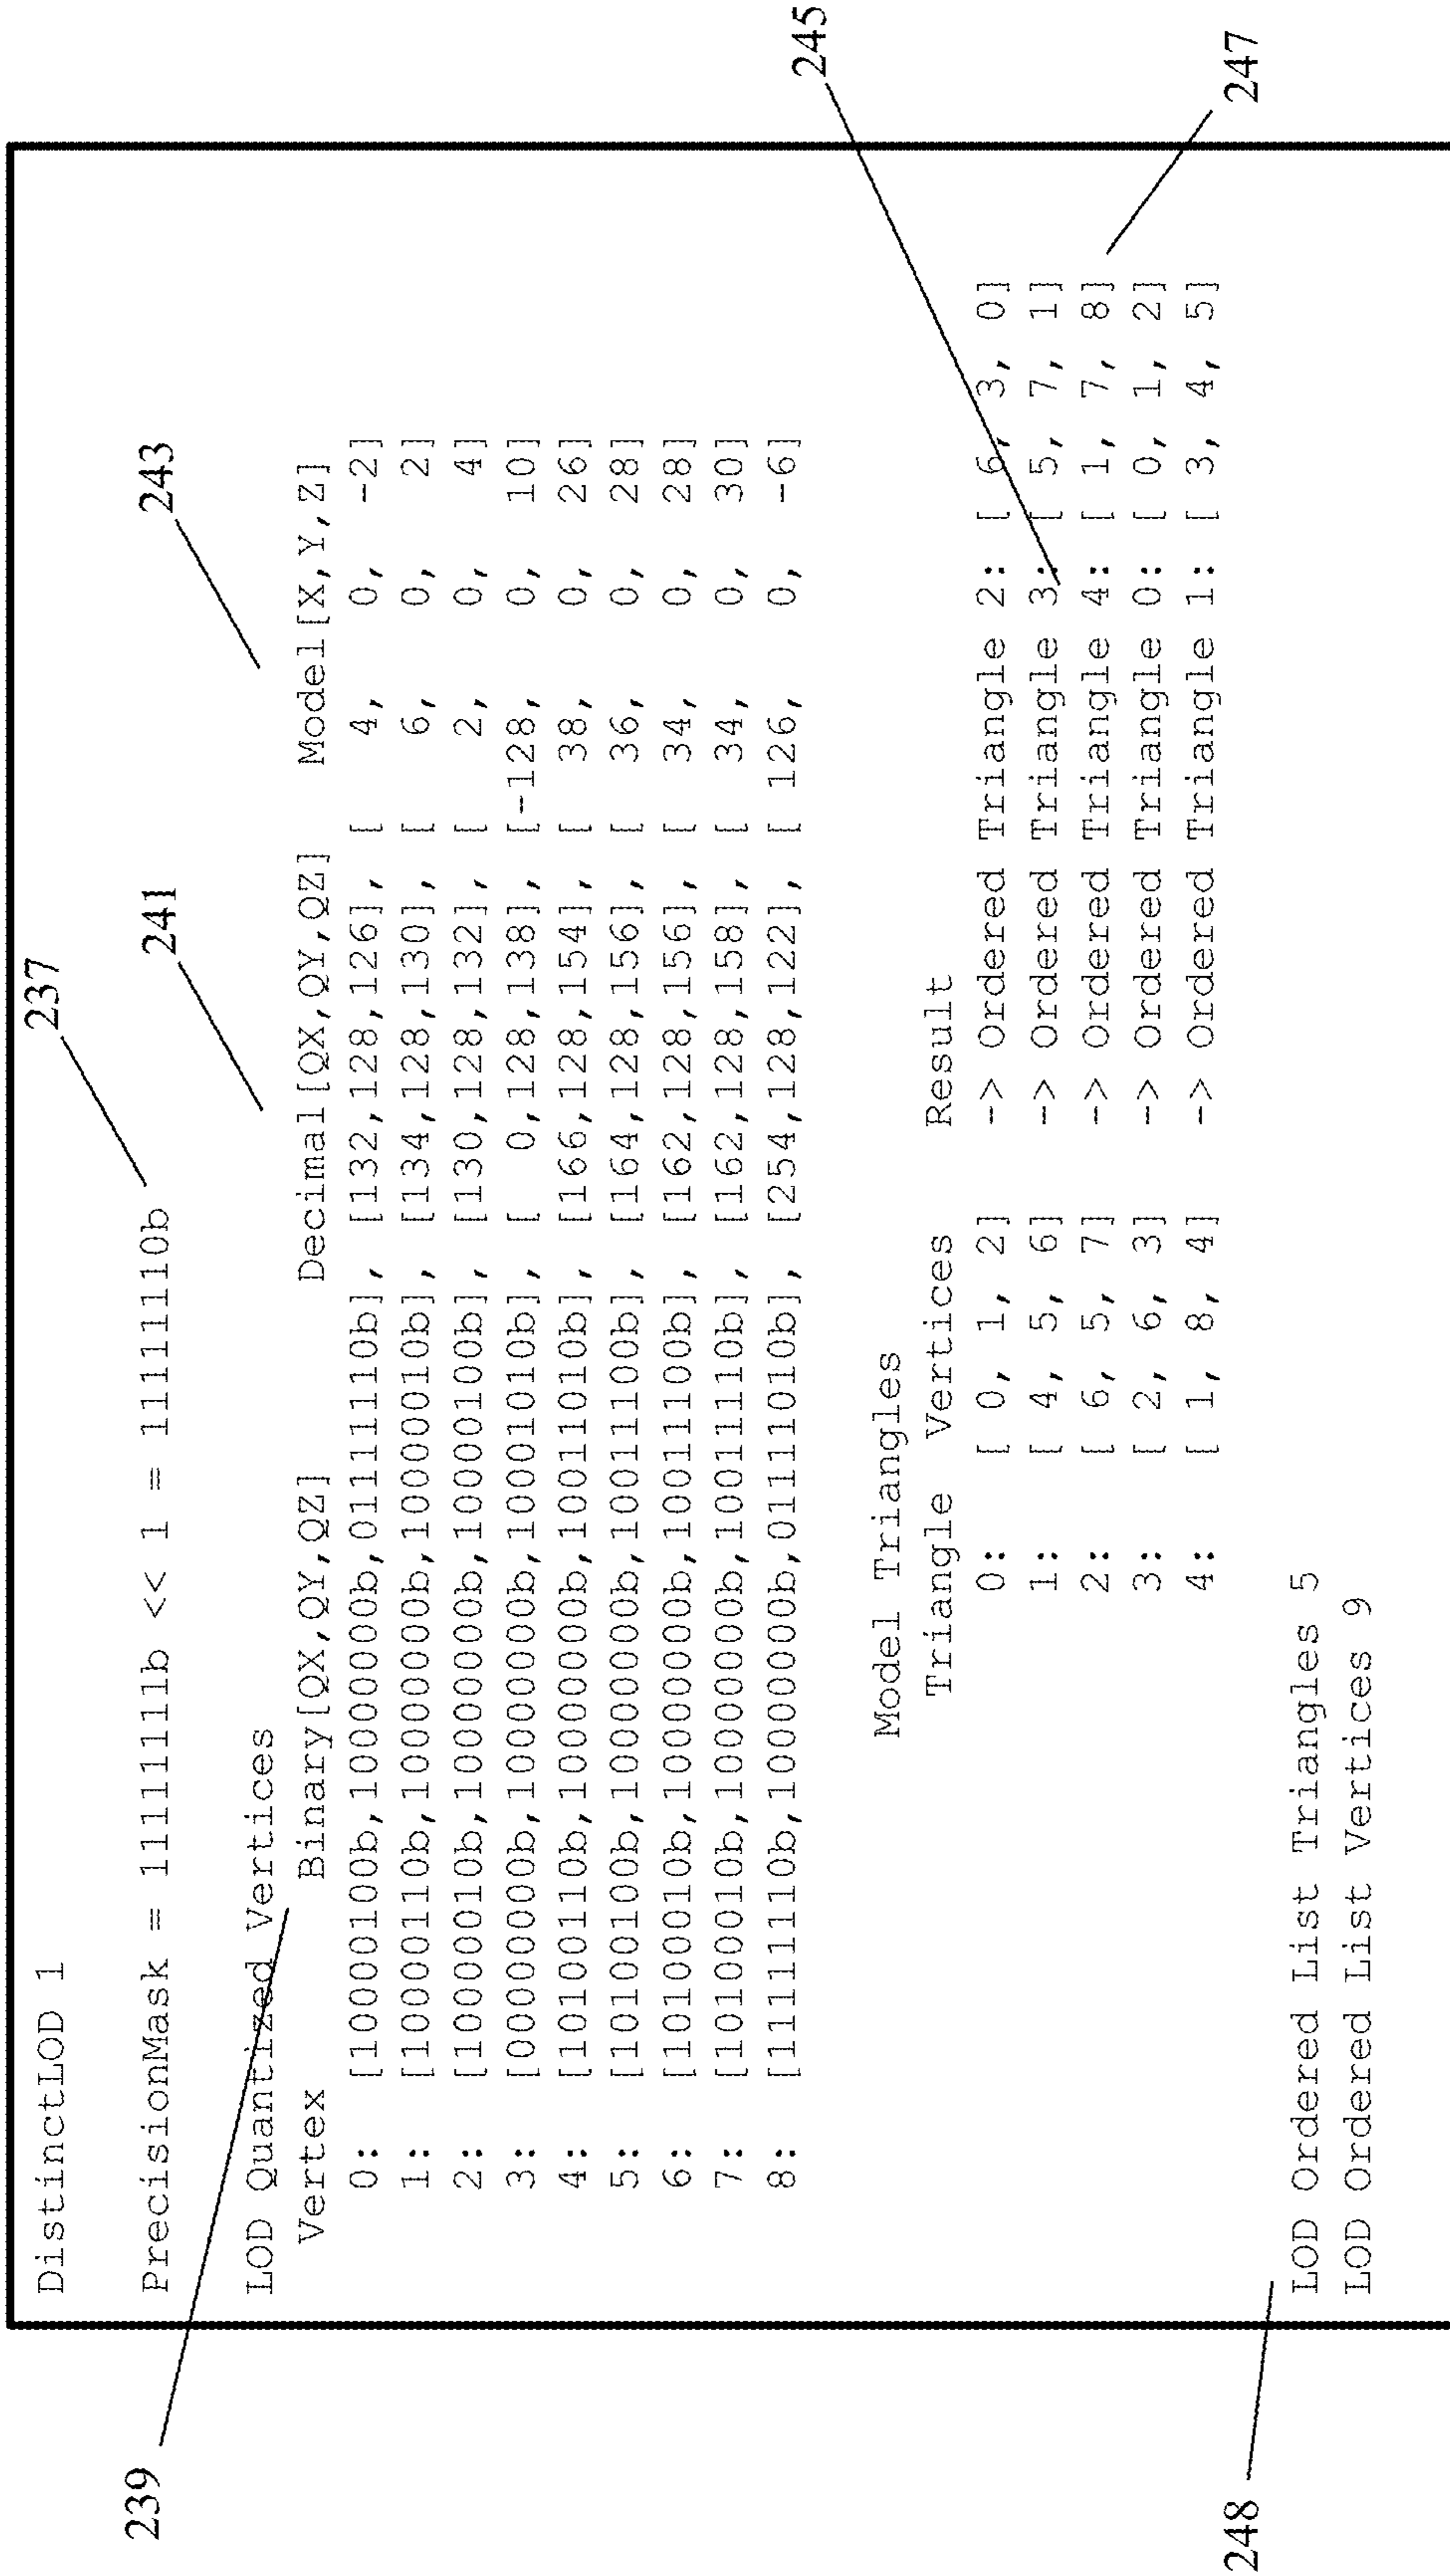 DistinctLOD 1
237
PrecisionMask = 11111111b << 1 = 11111110b
239
241
243
LOD Quantized Vertices
Vertex Binary[QX,QY,QZ] Decimal[QX,QY,QZ] Model[X,Y,Z]
0: [10000100b,10000000b,01111110b], [132,128,126], [ 4, 0, -2]
1: [10000110b,10000000b,10000010b], [134,128,130], [ 6, 0, 2]
2: [10000010b,10000000b,10000100b], [130,128,132], [ 2, 0, 4]
3: [00000000b,10000000b,10001010b], [ 0,128,138], [-128, 0, 10]
4: [10100110b,10000000b,10011010b], [166,128,154], [ 38, 0, 26]
5: [10100100b,10000000b,10011100b], [164,128,156], [ 36, 0, 28]
6: [10100010b,10000000b,10011100b], [162,128,156], [ 34, 0, 28]
7: [10100010b,10000000b,10011110b], [162,128,158], [ 34, 0, 30]
8: [11111110b,10000000b,01111010b], [254,128,122], [ 126, 0, -6]
245
Model Triangles
Triangle Vertices Result
0: [ 0, 1, 2] -> Ordered Triangle 2: [ 6, 3, 0]
1: [ 4, 5, 6] -> Ordered Triangle 3: [ 5, 7, 1]
2: [ 6, 5, 7] -> Ordered Triangle 4: [ 1, 7, 8]
3: [ 2, 6, 3] -> Ordered Triangle 0: [ 0, 1, 2]
4: [ 1, 8, 4] -> Ordered Triangle 1: [ 3, 4, 5]
247
248
LOD Ordered List Triangles 5
LOD Ordered List Vertices 9